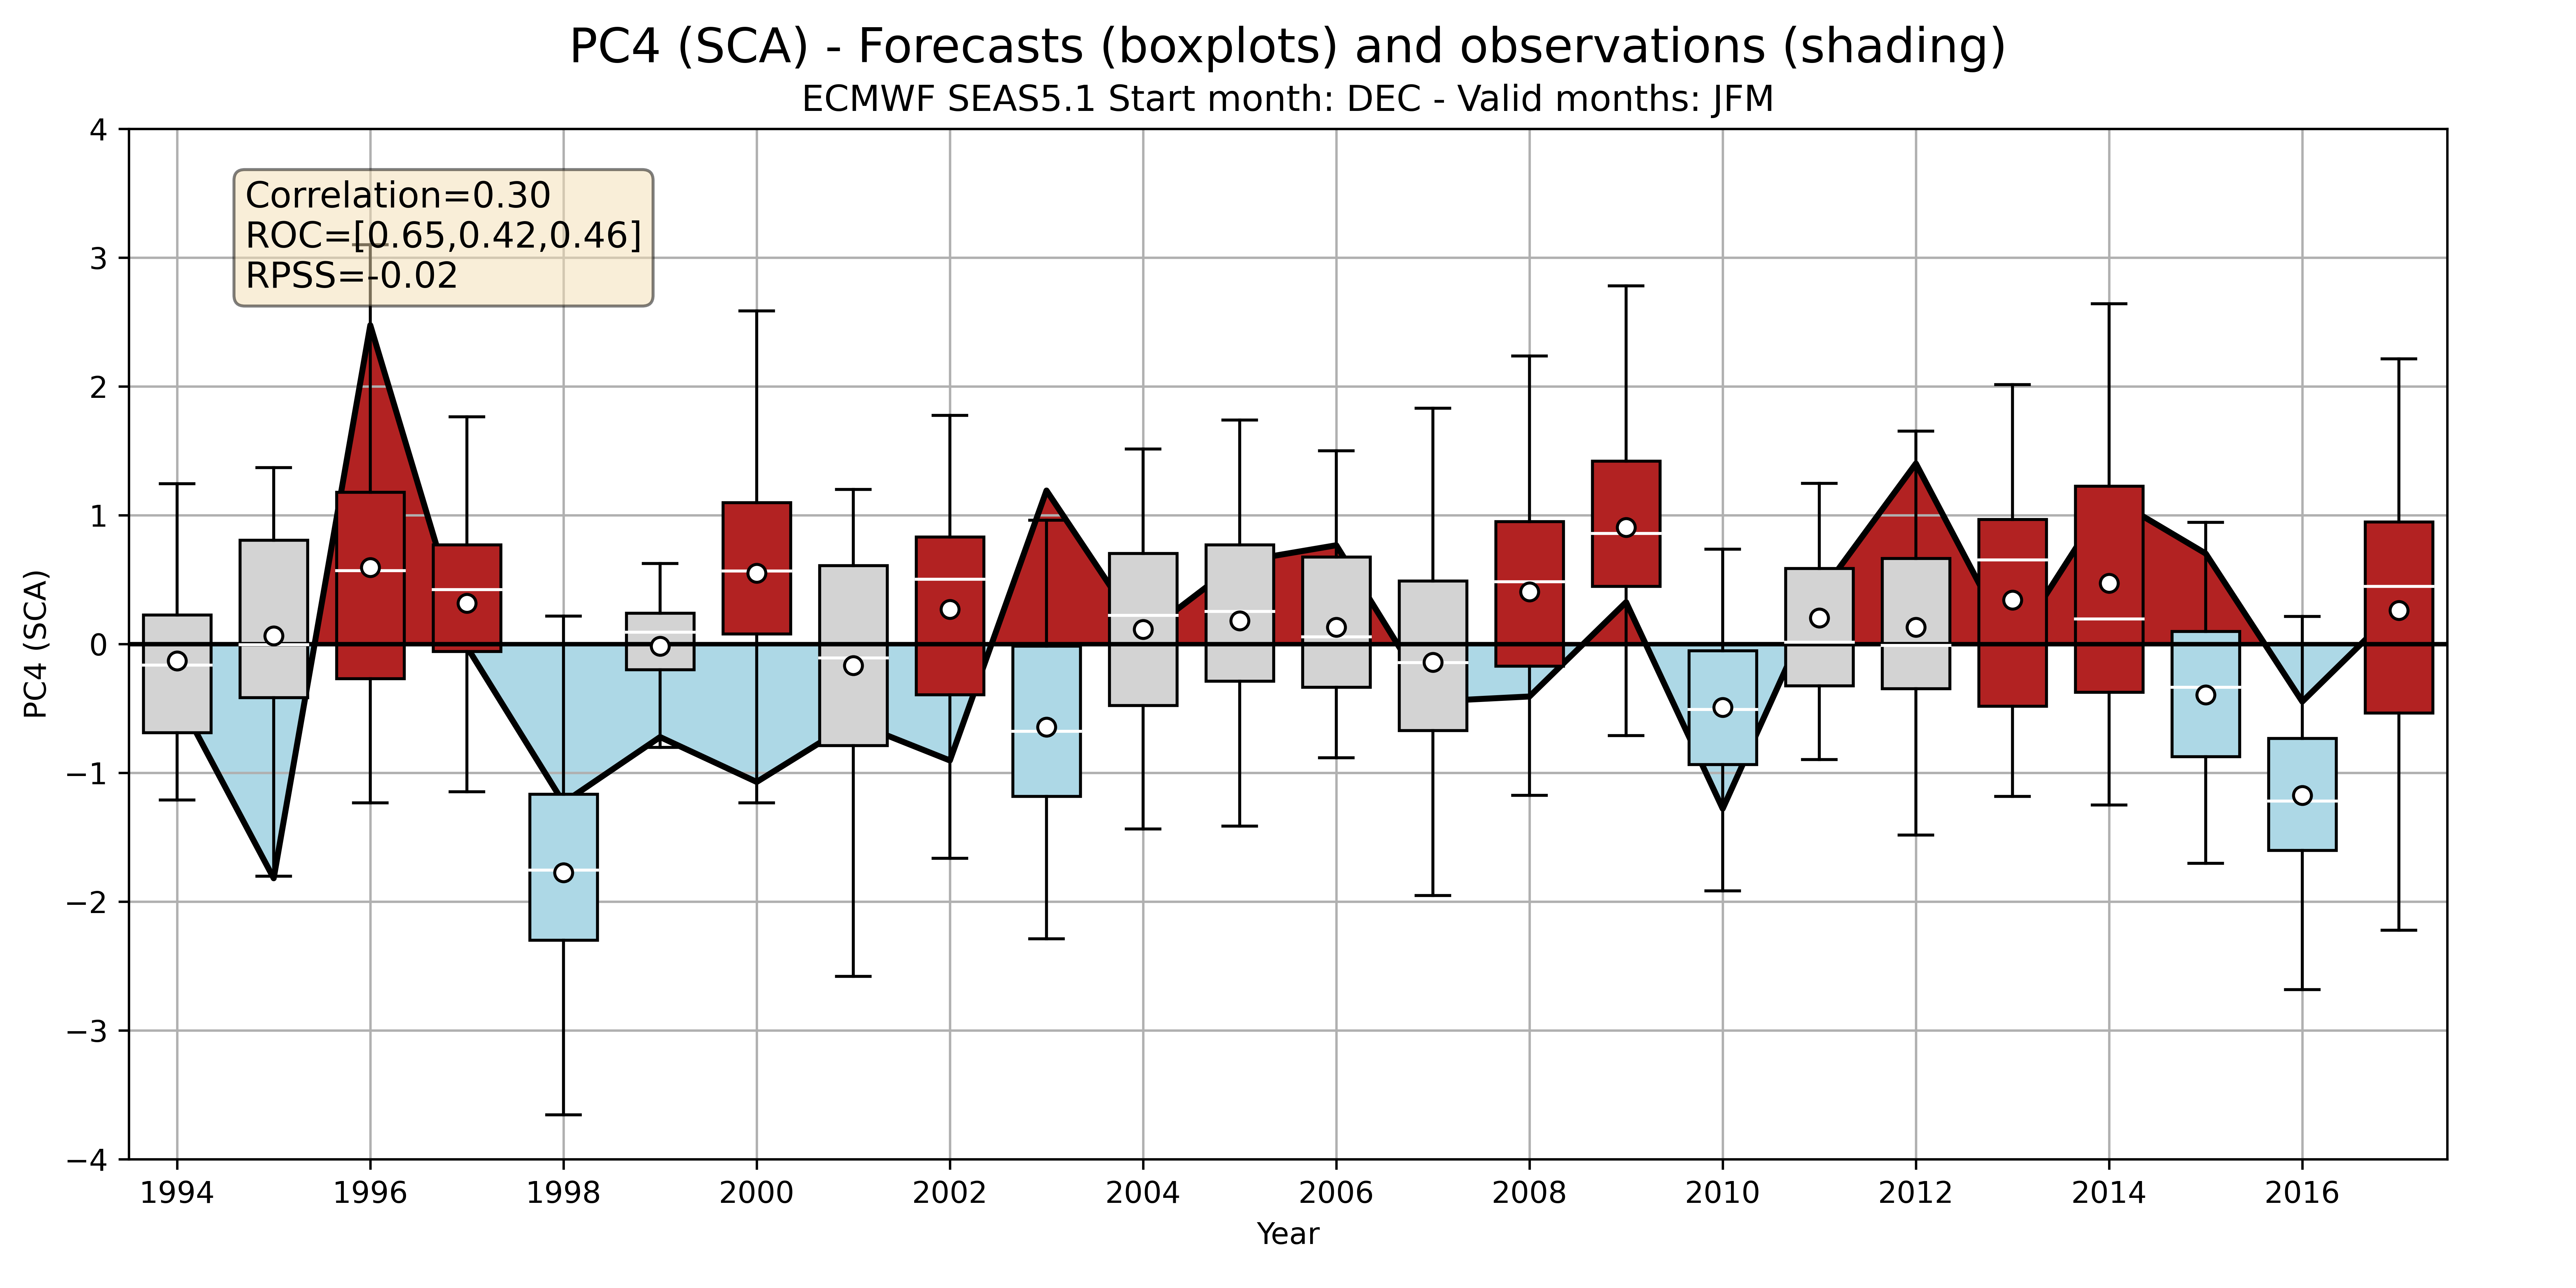 PC4 (SCA) - Forecasts (boxplots) and observations (shading)
ECMWF SEAS5.1 Start month: DEC - Valid months: JFM
Correlation=0.30
ROC=[0.65,0.42,0.46]
RPSS=-0.02
4
3
2
1
0
−1
−2
−3
−4
PC4 (SCA)
1994 1996 1998 2000 2002 2004 2006 2008 2010 2012 2014 2016
Year